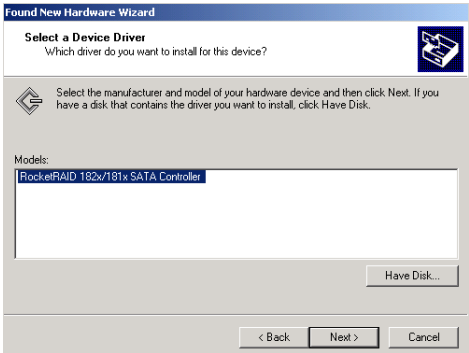 Found New Hardware Wizard
Select a Device Driver
Which driver do you want to install for this device?
Select the manufacturer and model of your hardware device and then click Next. If you
have a disk that contains the driver you want to install, click Have Disk.
Models:
RocketRAID 182x/181x SATA Controller
Have Disk...
< Back
Next >
Cancel